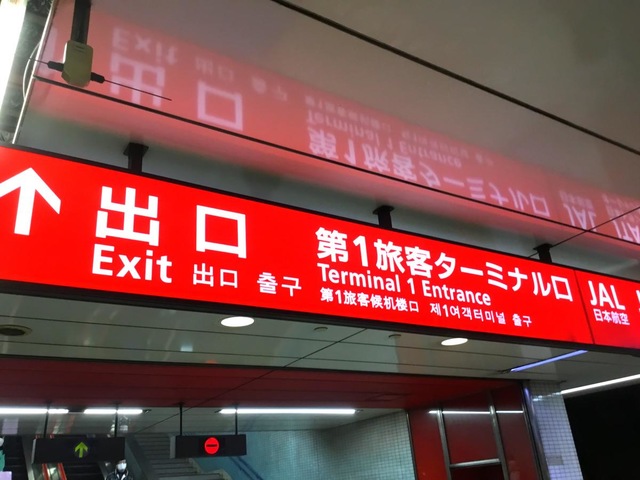 出口
Exit 出口 출구
第1旅客ターミナル口
Terminal 1 Entrance
第1旅客候机楼口 제1여객터미널 출구
JAL
日本航空